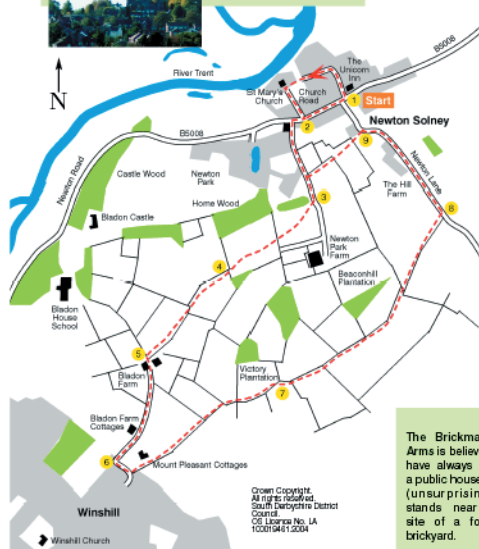 N
River Trent
B5008
The
Unicorn
Inn
St Mary's
Church
Church
Road
1
Start
2
Newton Solney
B5008
9
Newton Road
Castle Wood
Newton
Park
Newton Lane
The Hill
Farm
Home Wood
3
8
Bladon Castle
4
Newton
Park
Farm
Beaconhill
Plantation
Bladon
House
School
5
Bladon
Farm
Victory
Plantation
7
Bladon Farm
Cottages
6
Mount Pleasant Cottages
Winshill
Winshill Church
Crown Copyright.
All rights reserved.
South Derbyshire District
Council.
OS Licence No. LA
100019461.2004
The Brickma
Arms is believ
have always
a public house
(unsurprisin
stands near
site of a fo
brickyard.